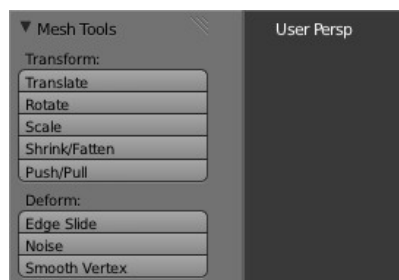 Mesh Tools
User Persp
Transform:
Translate
Rotate
Scale
Shrink/Fatten
Push/Pull
Deform:
Edge Slide
Noise
Smooth Vertex